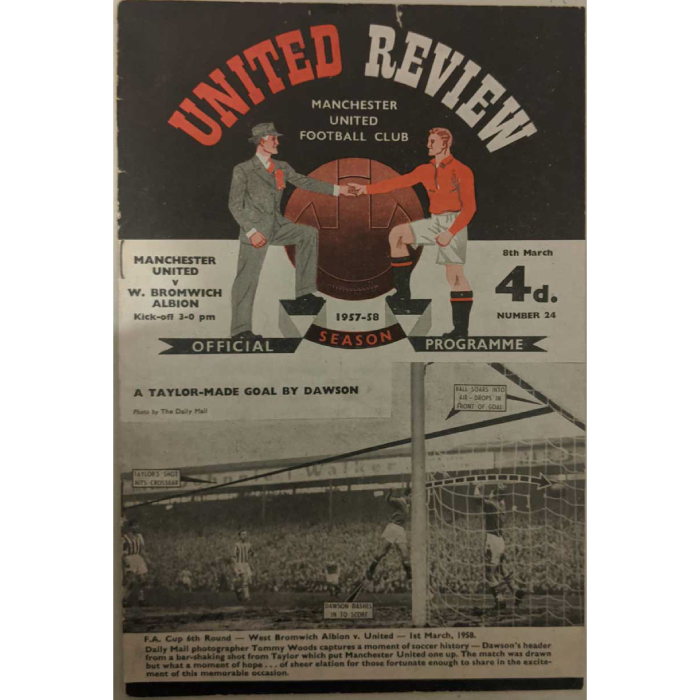 UNITED REVIEW
MANCHESTER
UNITED
FOOTBALL CLUB
MANCHESTER
UNITED
v
W. BROMWICH
ALBION
Kick-off 3-0 pm
8th March
4d.
NUMBER 24
1957-58
OFFICIAL SEASON PROGRAMME
A TAYLOR-MADE GOAL BY DAWSON
Photo by The Daily Mail
BALL SOARS INTO
AIR - DROPS IN
FRONT OF GOAL
TAYLOR'S SHOT
HITS CROSSBAR
Walker
DAWSON DASHES
IN TO SCORE
F.A. Cup 6th Round — West Bromwich Albion v. United — 1st March, 1958.
Daily Mail photographer Tommy Woods captures a moment of soccer history — Dawson's header
from a bar-shaking shot from Taylor which put Manchester United one up. The match was drawn
but what a moment of hope . . . of sheer elation for those fortunate enough to share in the excite-
ment of this memorable occasion.